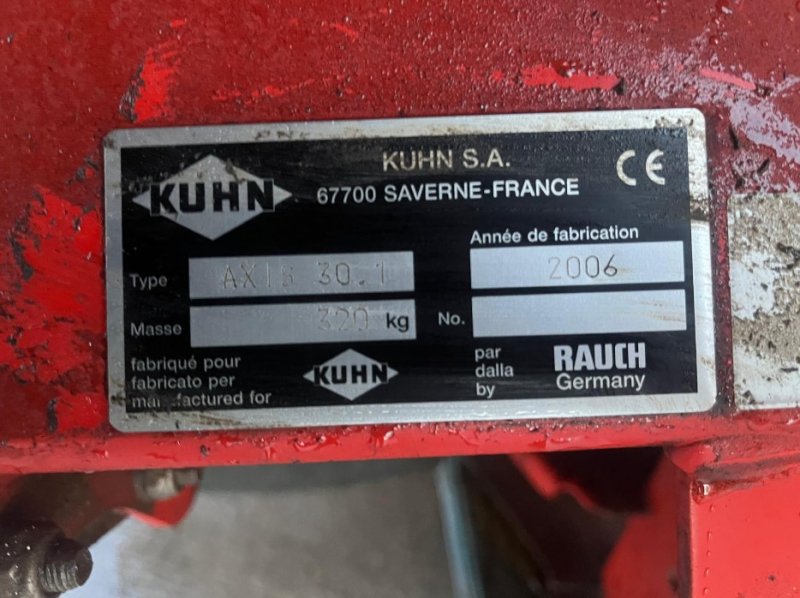 KUHN
KUHN S.A.
67700 SAVERNE-FRANCE
CE
Année de fabrication
Type AXIS 30.1
2006
Masse 320 kg
No.
fabriqué pour
fabricato per
manufactured for
KUHN
par
dalla
by
RAUCH
Germany